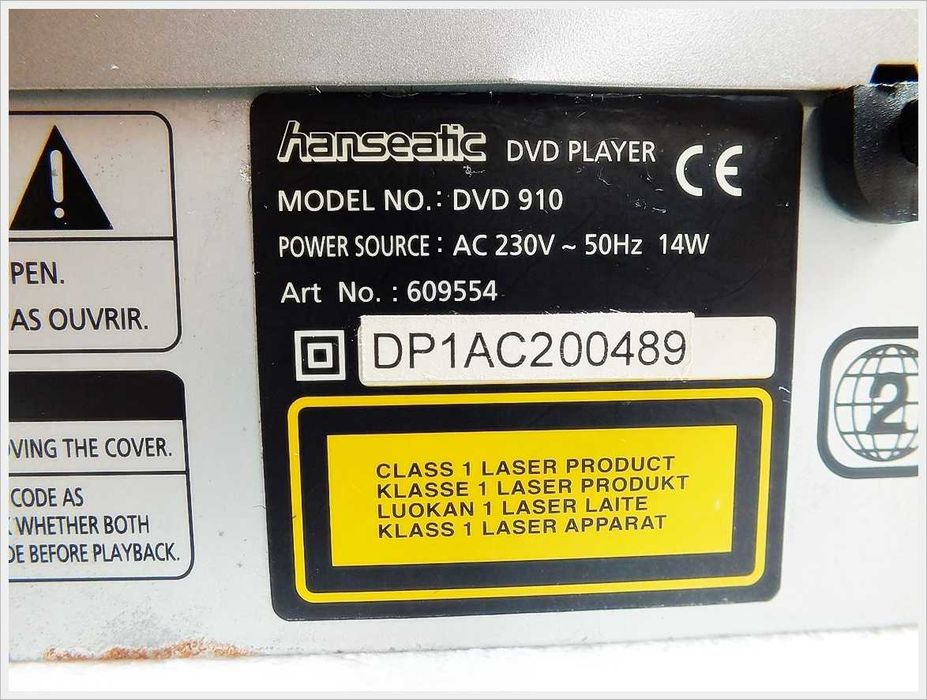 PEN.
AS OUVRIR.
OVING THE COVER.
CODE AS
WHETHER BOTH
DE BEFORE PLAYBACK.
hanseatic DVD PLAYER CE
MODEL NO.: DVD 910
POWER SOURCE : AC 230V ~ 50Hz 14W
Art No. : 609554
DP1AC200489
CLASS 1 LASER PRODUCT
KLASSE 1 LASER PRODUKT
LUOKAN 1 LASER LAITE
KLASS 1 LASER APPARAT
2